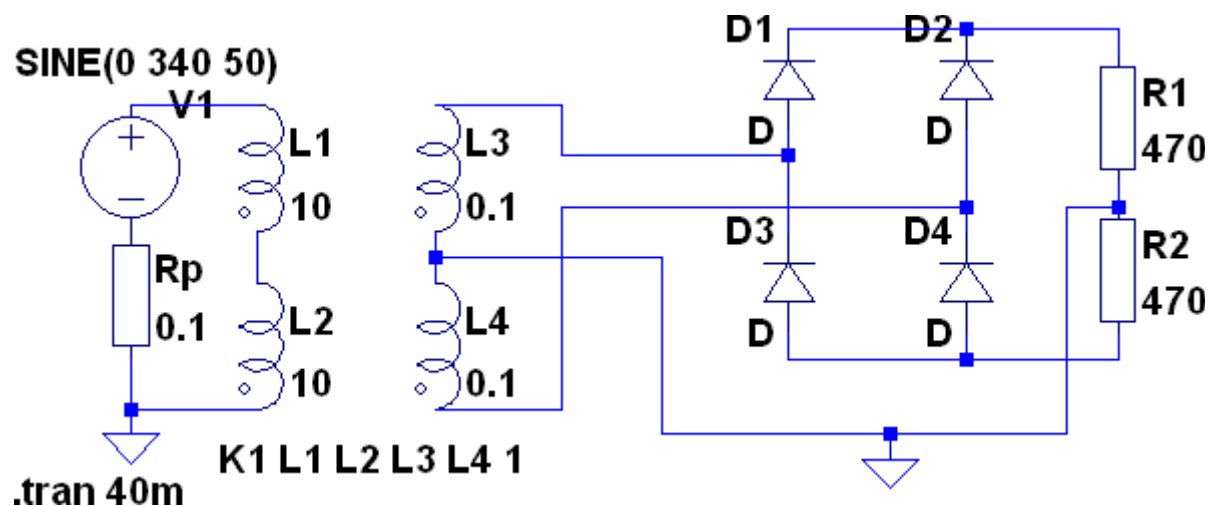 SINE(0 340 50)
V1
Rp
0.1
L1
10
L2
10
L3
0.1
L4
0.1
K1 L1 L2 L3 L4 1
.tran 40m
D1
D
D2
D
D3
D
D4
D
R1
470
R2
470